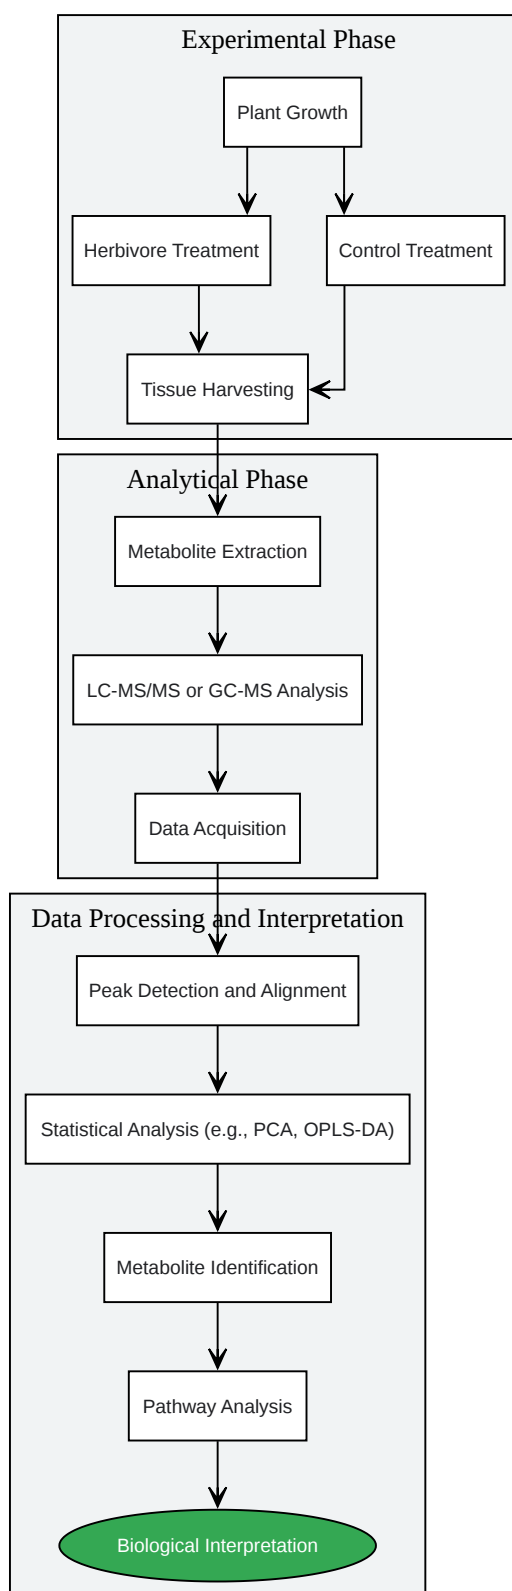 Experimental Phase
Plant Growth
Herbivore Treatment
Control Treatment
Tissue Harvesting
Analytical Phase
Metabolite Extraction
LC-MS/MS or GC-MS Analysis
Data Acquisition
Data Processing and Interpretation
Peak Detection and Alignment
Statistical Analysis (e.g., PCA, OPLS-DA)
Metabolite Identification
Pathway Analysis
Biological Interpretation